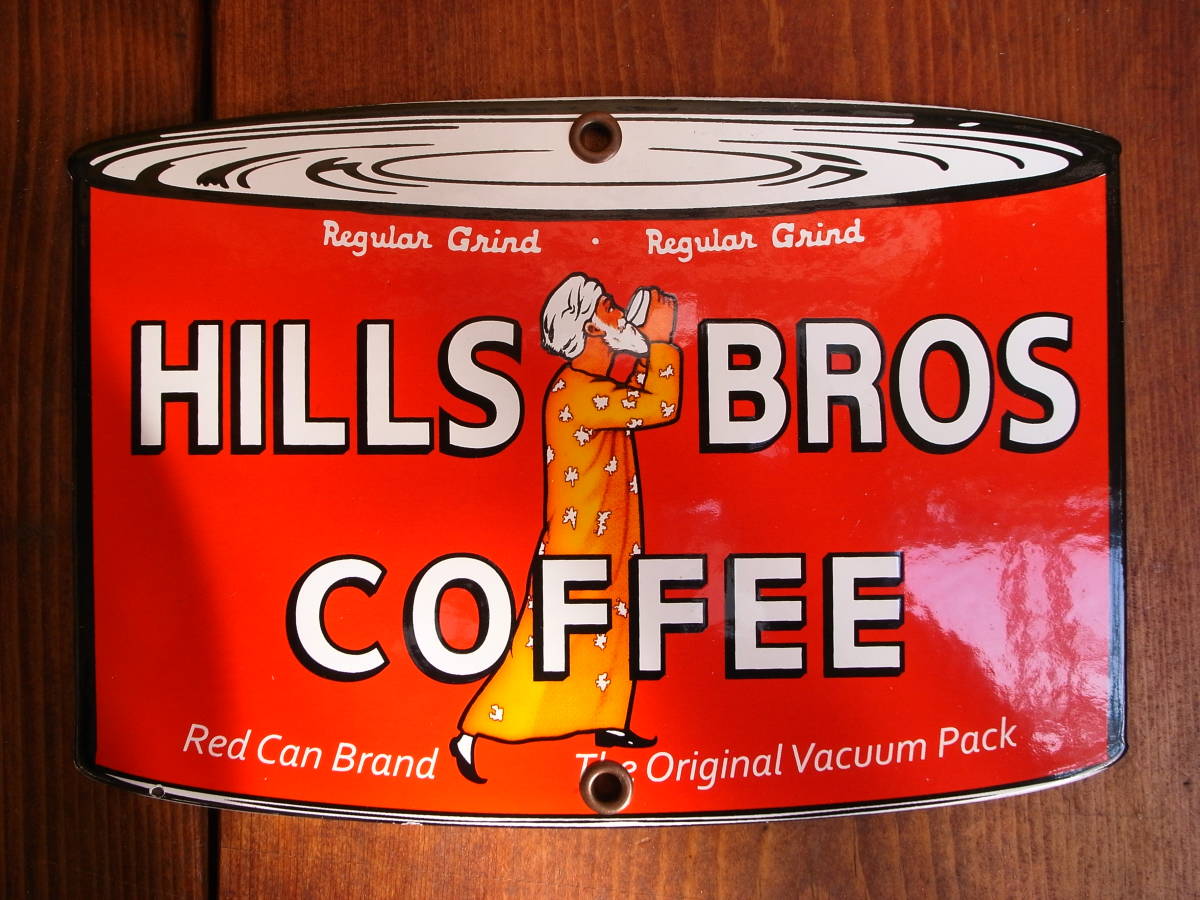 Regular Grind · Regular Grind
HILLS BROS
COFFEE
Red Can Brand The Original Vacuum Pack